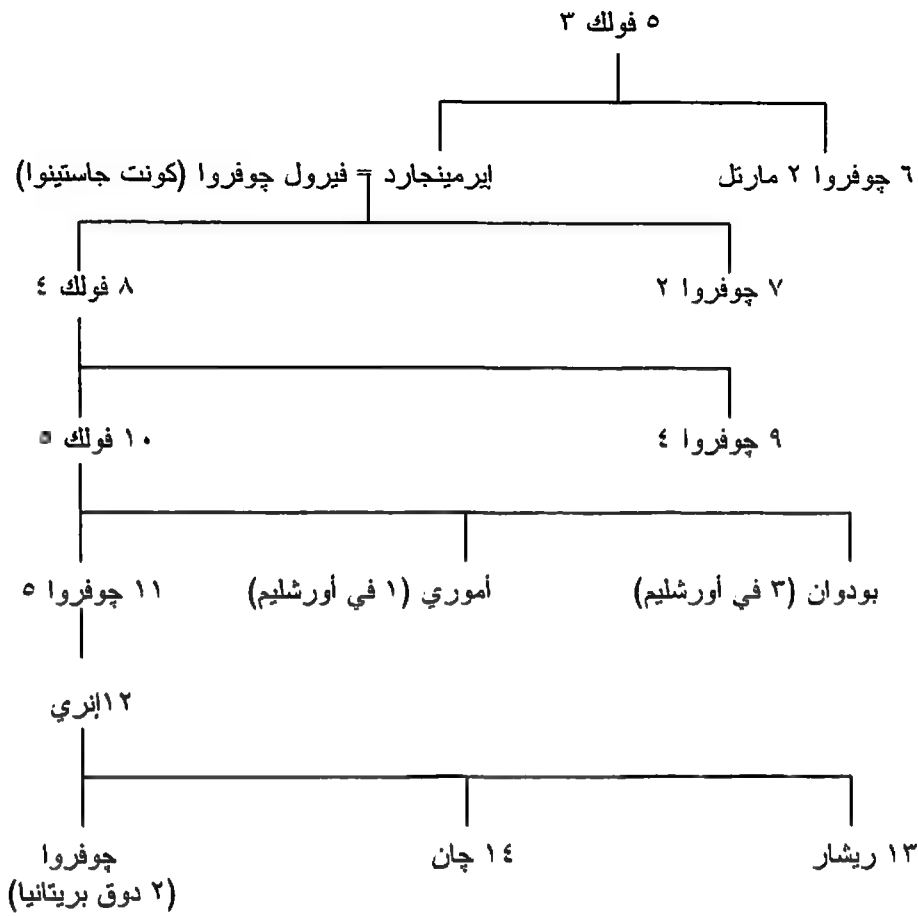 ٥ فولك ٣
٦ چوفروا ٢ مارتل
إيرمينجارد = فيرول چوفروا (كونت جاستينوا)
٧ چوفروا ٢
٨ فولك ٤
٩ چوفروا ٤
١٠ فولك
بودوان (٣ في أورشليم)
أموري (١ في أورشليم)
١١ چوفروا ٥
١٢إنري
١٣ ريشار
١٤ چان
چوفروا
(٢ دوق بريتانيا)